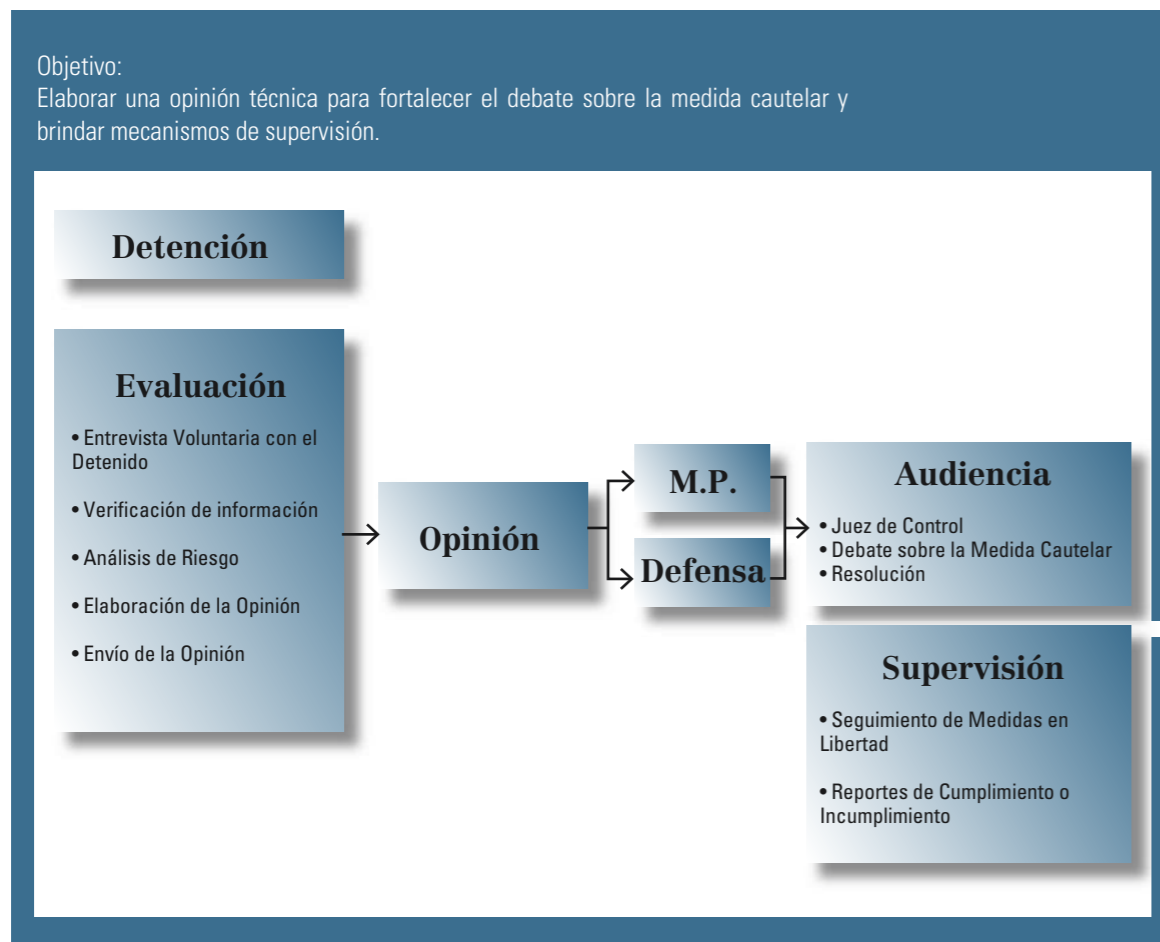 Objetivo:
Elaborar una opinión técnica para fortalecer el debate sobre la medida cautelar y
brindar mecanismos de supervisión.
Detención
Evaluación
• Entrevista Voluntaria con el
Detenido
• Verificación de información
• Análisis de Riesgo
• Elaboración de la Opinión
• Envío de la Opinión
Opinión
M.P.
Defensa
Audiencia
• Juez de Control
• Debate sobre la Medida Cautelar
• Resolución
Supervisión
• Seguimiento de Medidas en
Libertad
• Reportes de Cumplimiento o
Incumplimiento